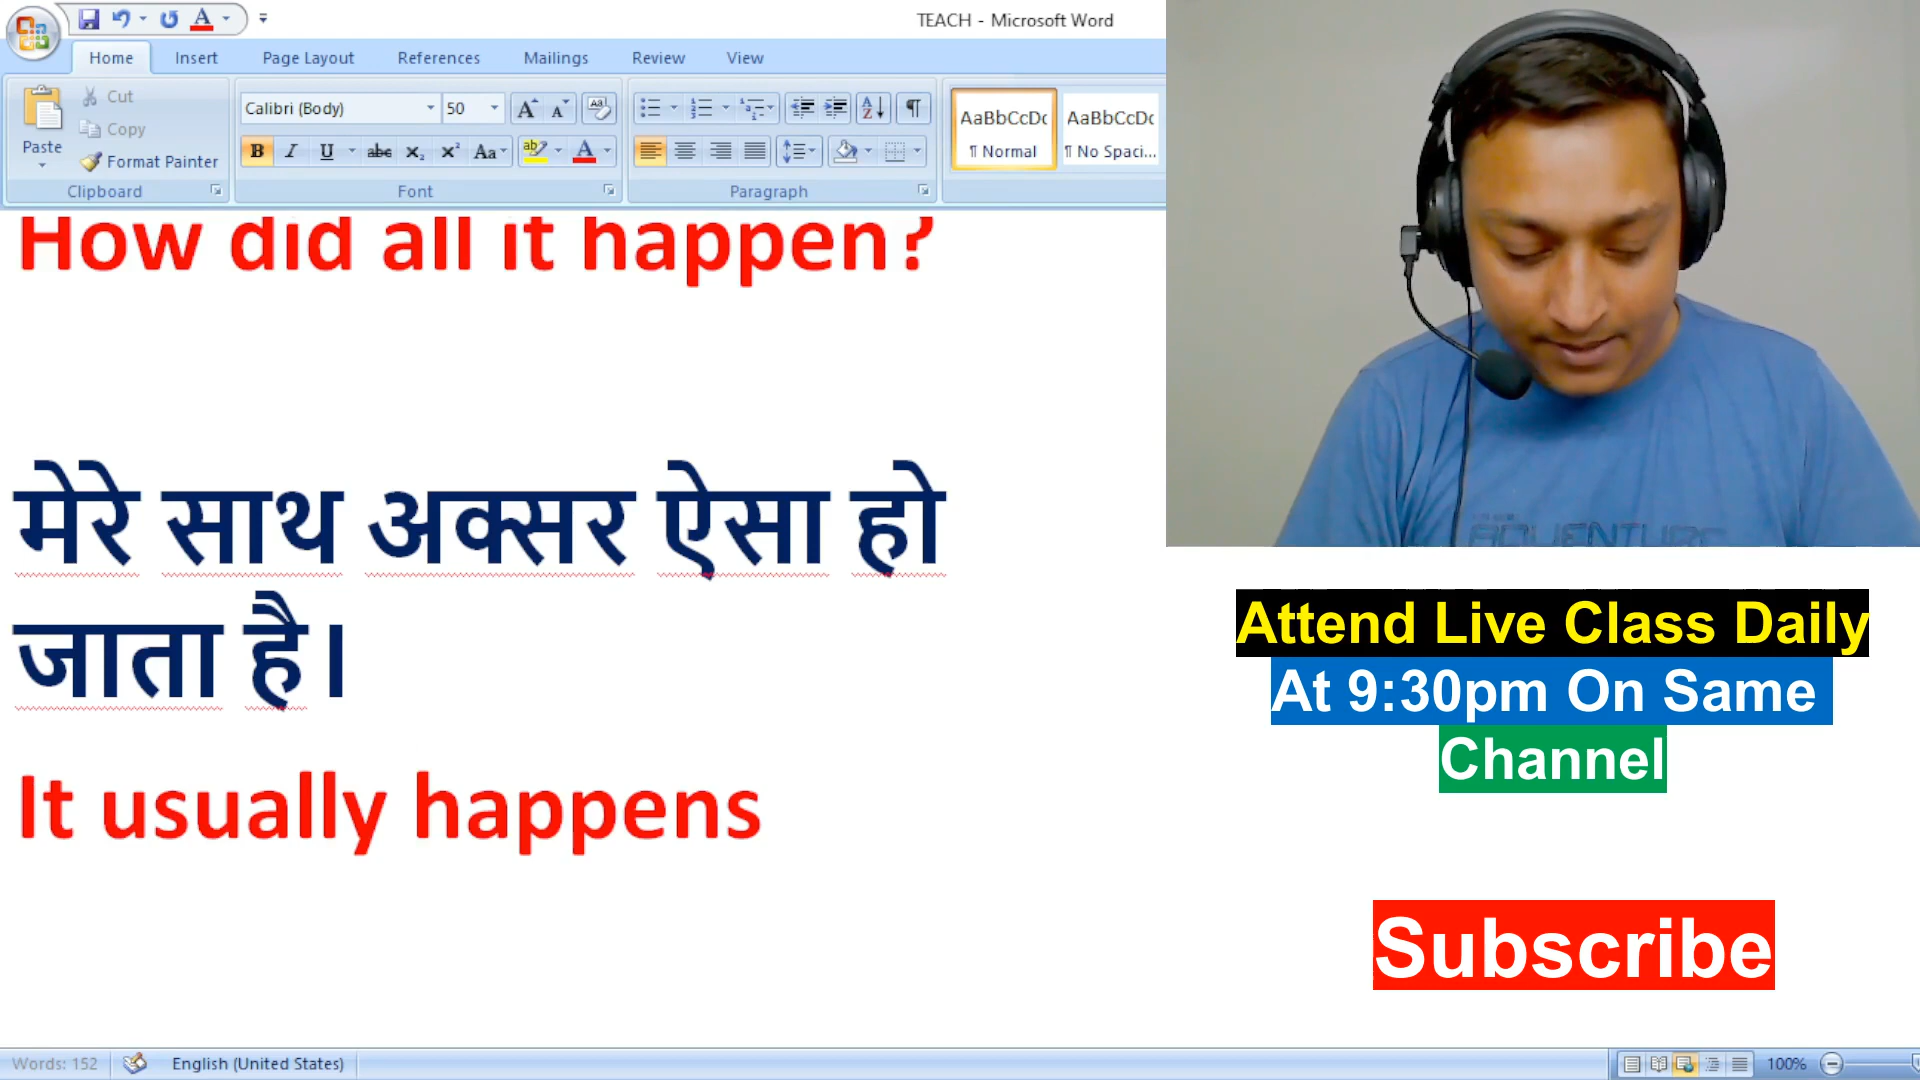 TEACH - Microsoft Word
Home Insert Page Layout References Mailings Review View
Paste
Cut
Copy
Format Painter
Clipboard
Calibri (Body) 50
Font
Paragraph
AaBbCcDc AaBbCcDc
¶ Normal ¶ No Spaci...
How did all it happen?
मेरे साथ अक्सर ऐसा हो
जाता है।
It usually happens
ADVENTURE
Attend Live Class Daily
At 9:30pm On Same
Channel
Subscribe
Words: 152 English (United States) 100%